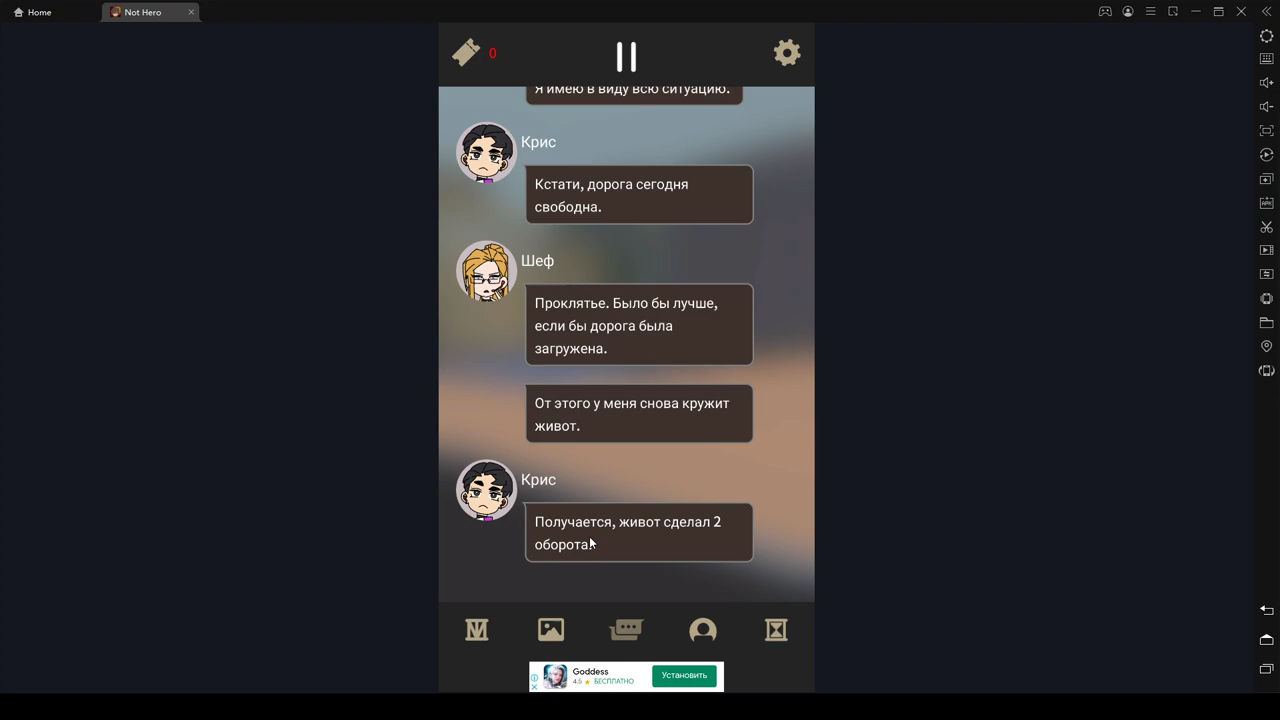 Home
Not Hero
0
Я имею в виду всю ситуацию.
Крис
Кстати, дорога сегодня
свободна.
Шеф
Проклятье. Было бы лучше,
если бы дорога была
загружена.
От этого у меня снова кружит
живот.
Крис
Получается, живот сделал 2
оборота.
Goddess
4.5 ★ БЕСПЛАТНО
Установить